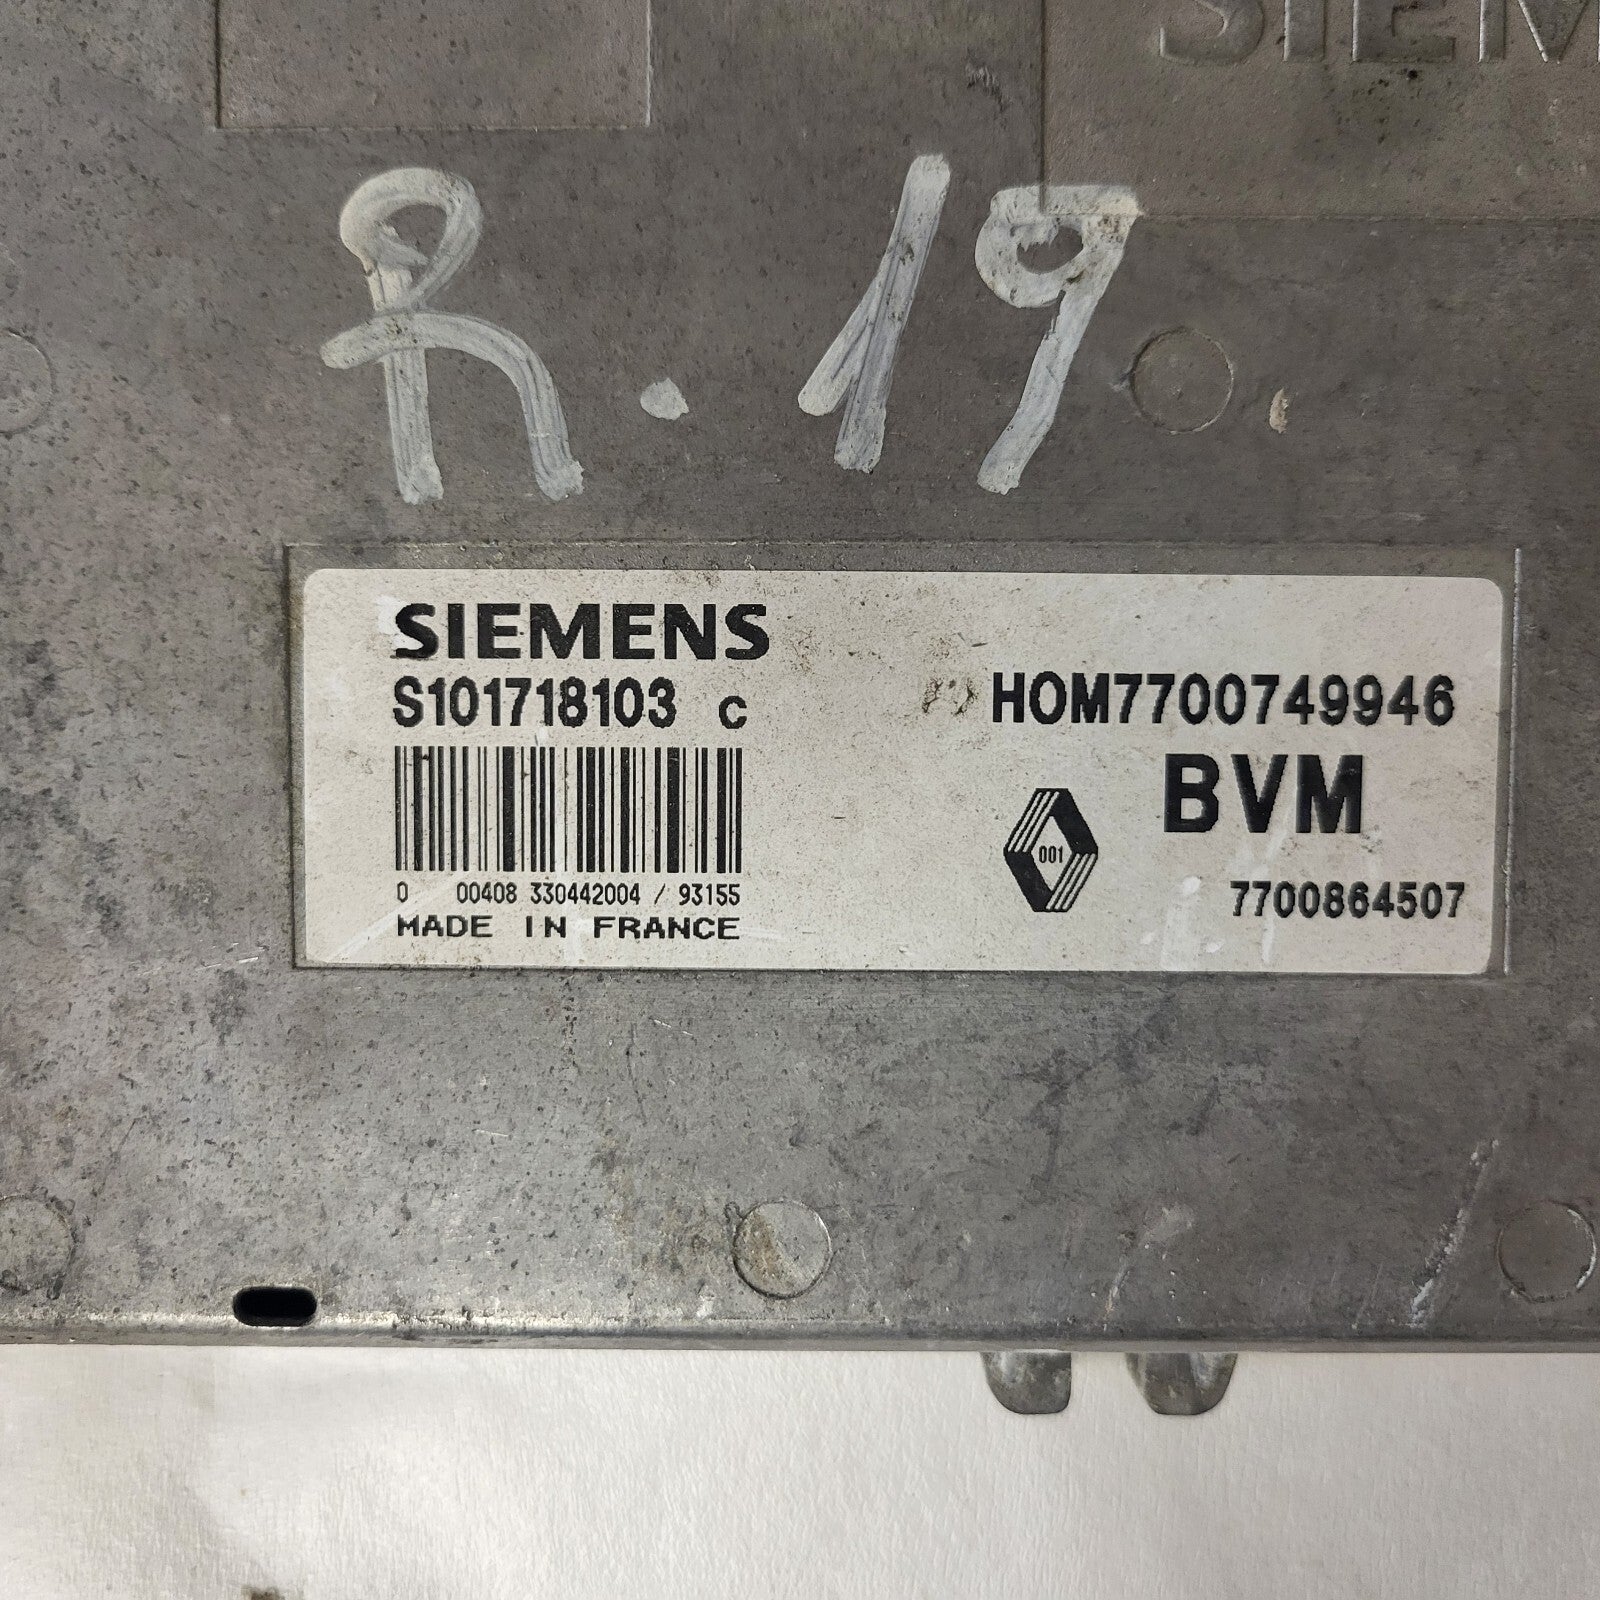 SIEM
R. 19
SIEMENS
S101718103 C
HOM7700749946
BVM
001
0 00408 330442004 / 93155
7700864507
MADE IN FRANCE